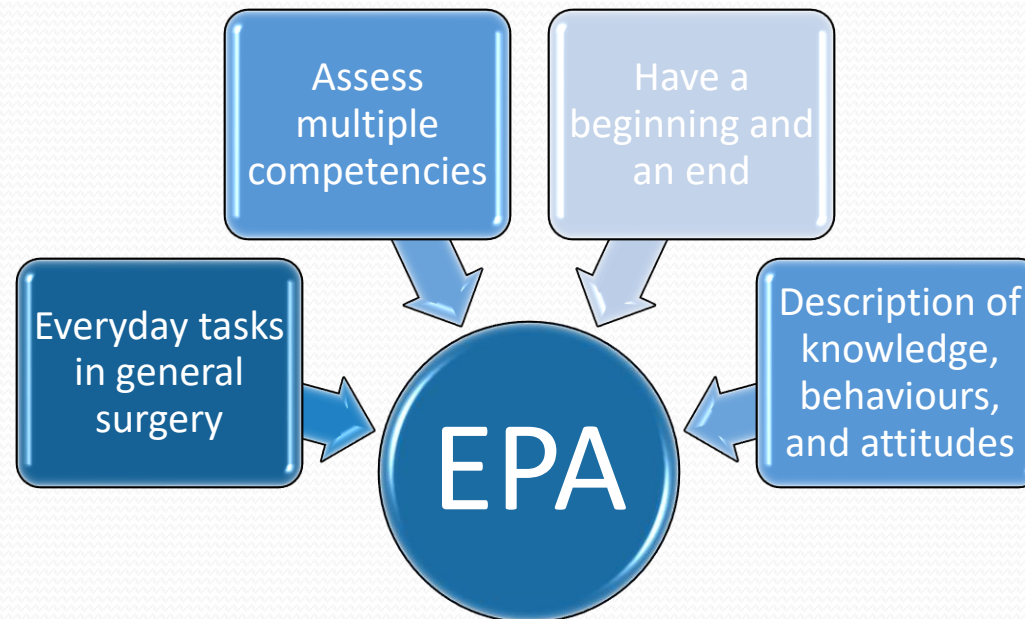 Everyday tasks
in general
surgery
Assess
multiple
competencies
Have a
beginning and
an end
Description of
knowledge,
behaviours,
and attitudes
EPA